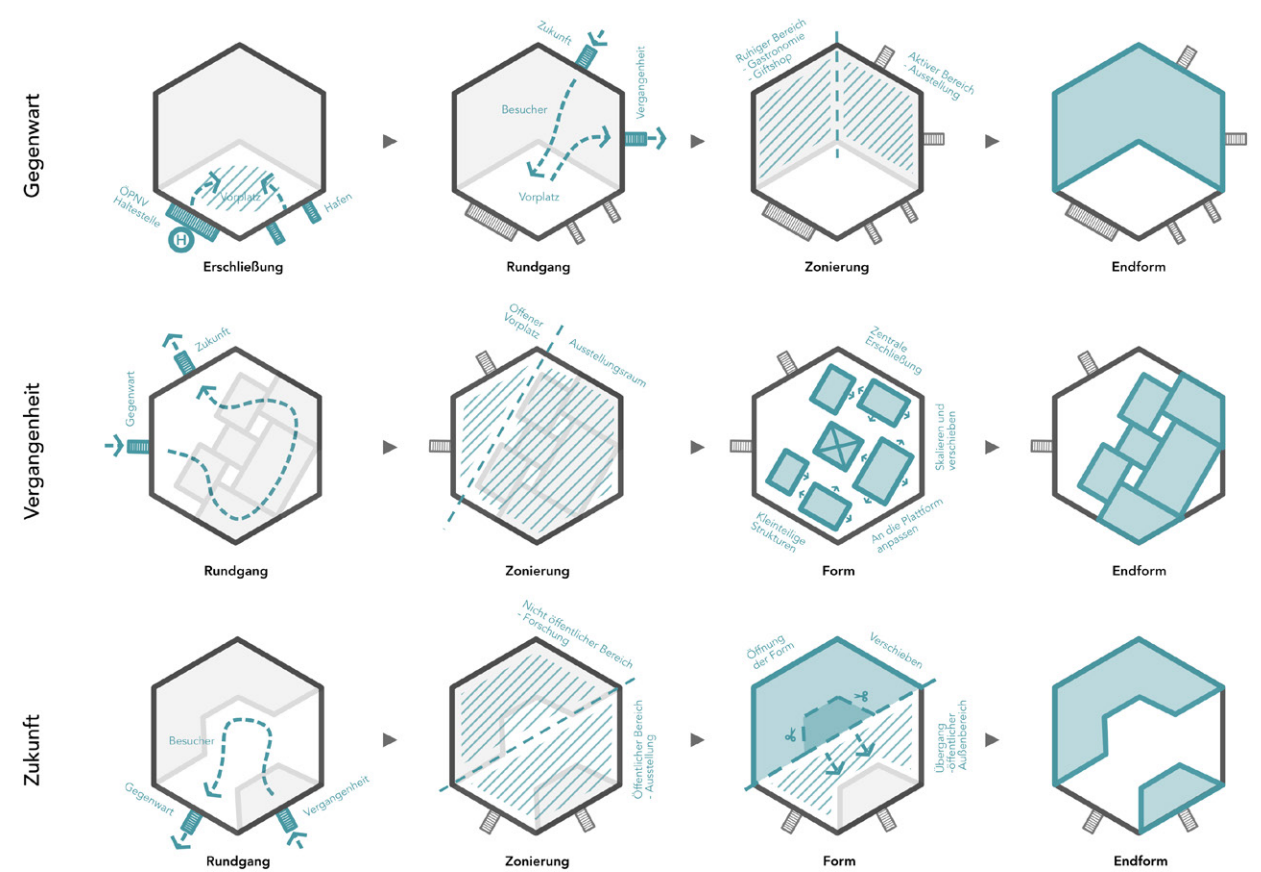 Gegenwart
ÖPNV
Haltestelle
H
Vorplatz
Hafen
Erschließung
Zukunft
Vergangenheit
Besucher
Vorplatz
Rundgang
Ruhiger Bereich
- Gastronomie
- Giftshop
Aktiver Bereich
- Ausstellung
Zonierung
Endform
Vergangenheit
Zukunft
Gegenwart
Rundgang
Offener
Vorplatz
Ausstellungsraum
Zonierung
Zentrale
Erschließung
Skalieren und
verschieben
An die Plattform
anpassen
Kleinteilige
Strukturen
Form
Endform
Zukunft
Besucher
Gegenwart
Vergangenheit
Rundgang
Nicht öffentlicher Bereich
- Forschung
Öffentlicher Bereich
- Ausstellung
Zonierung
Öffnung
der Form
Verschieben
Übergang
-öffentlicher
Außenbereich
Form
Endform